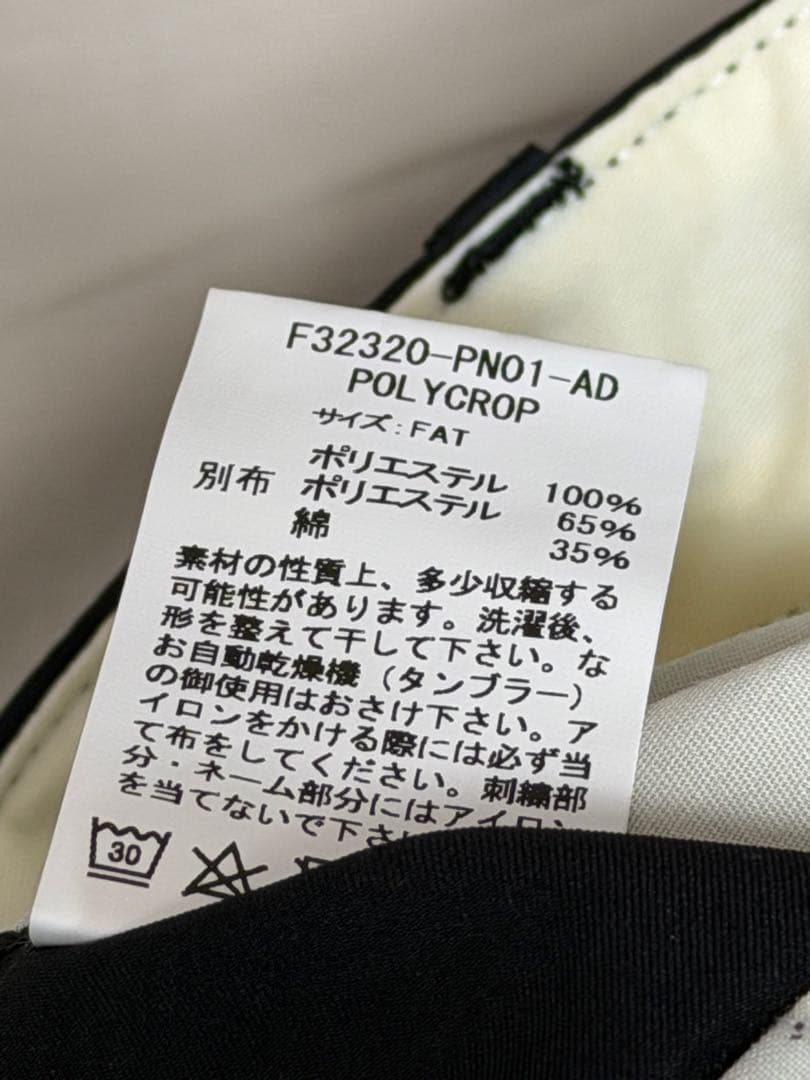 F32320-PN01-AD
POLYCROP
サイズ:FAT
ポリエステル 100%
別布 ポリエステル 65%
綿 35%
素材の性質上、多少収縮する
可能性があります。洗濯後、
形を整えて干して下さい。な
お自動乾燥機（タンブラー）
の御使用はおさけ下さい。ア
イロンをかける際には必ず当
て布をしてください。刺繍部
分・ネーム部分にはアイロン
を当てないで下さ
30